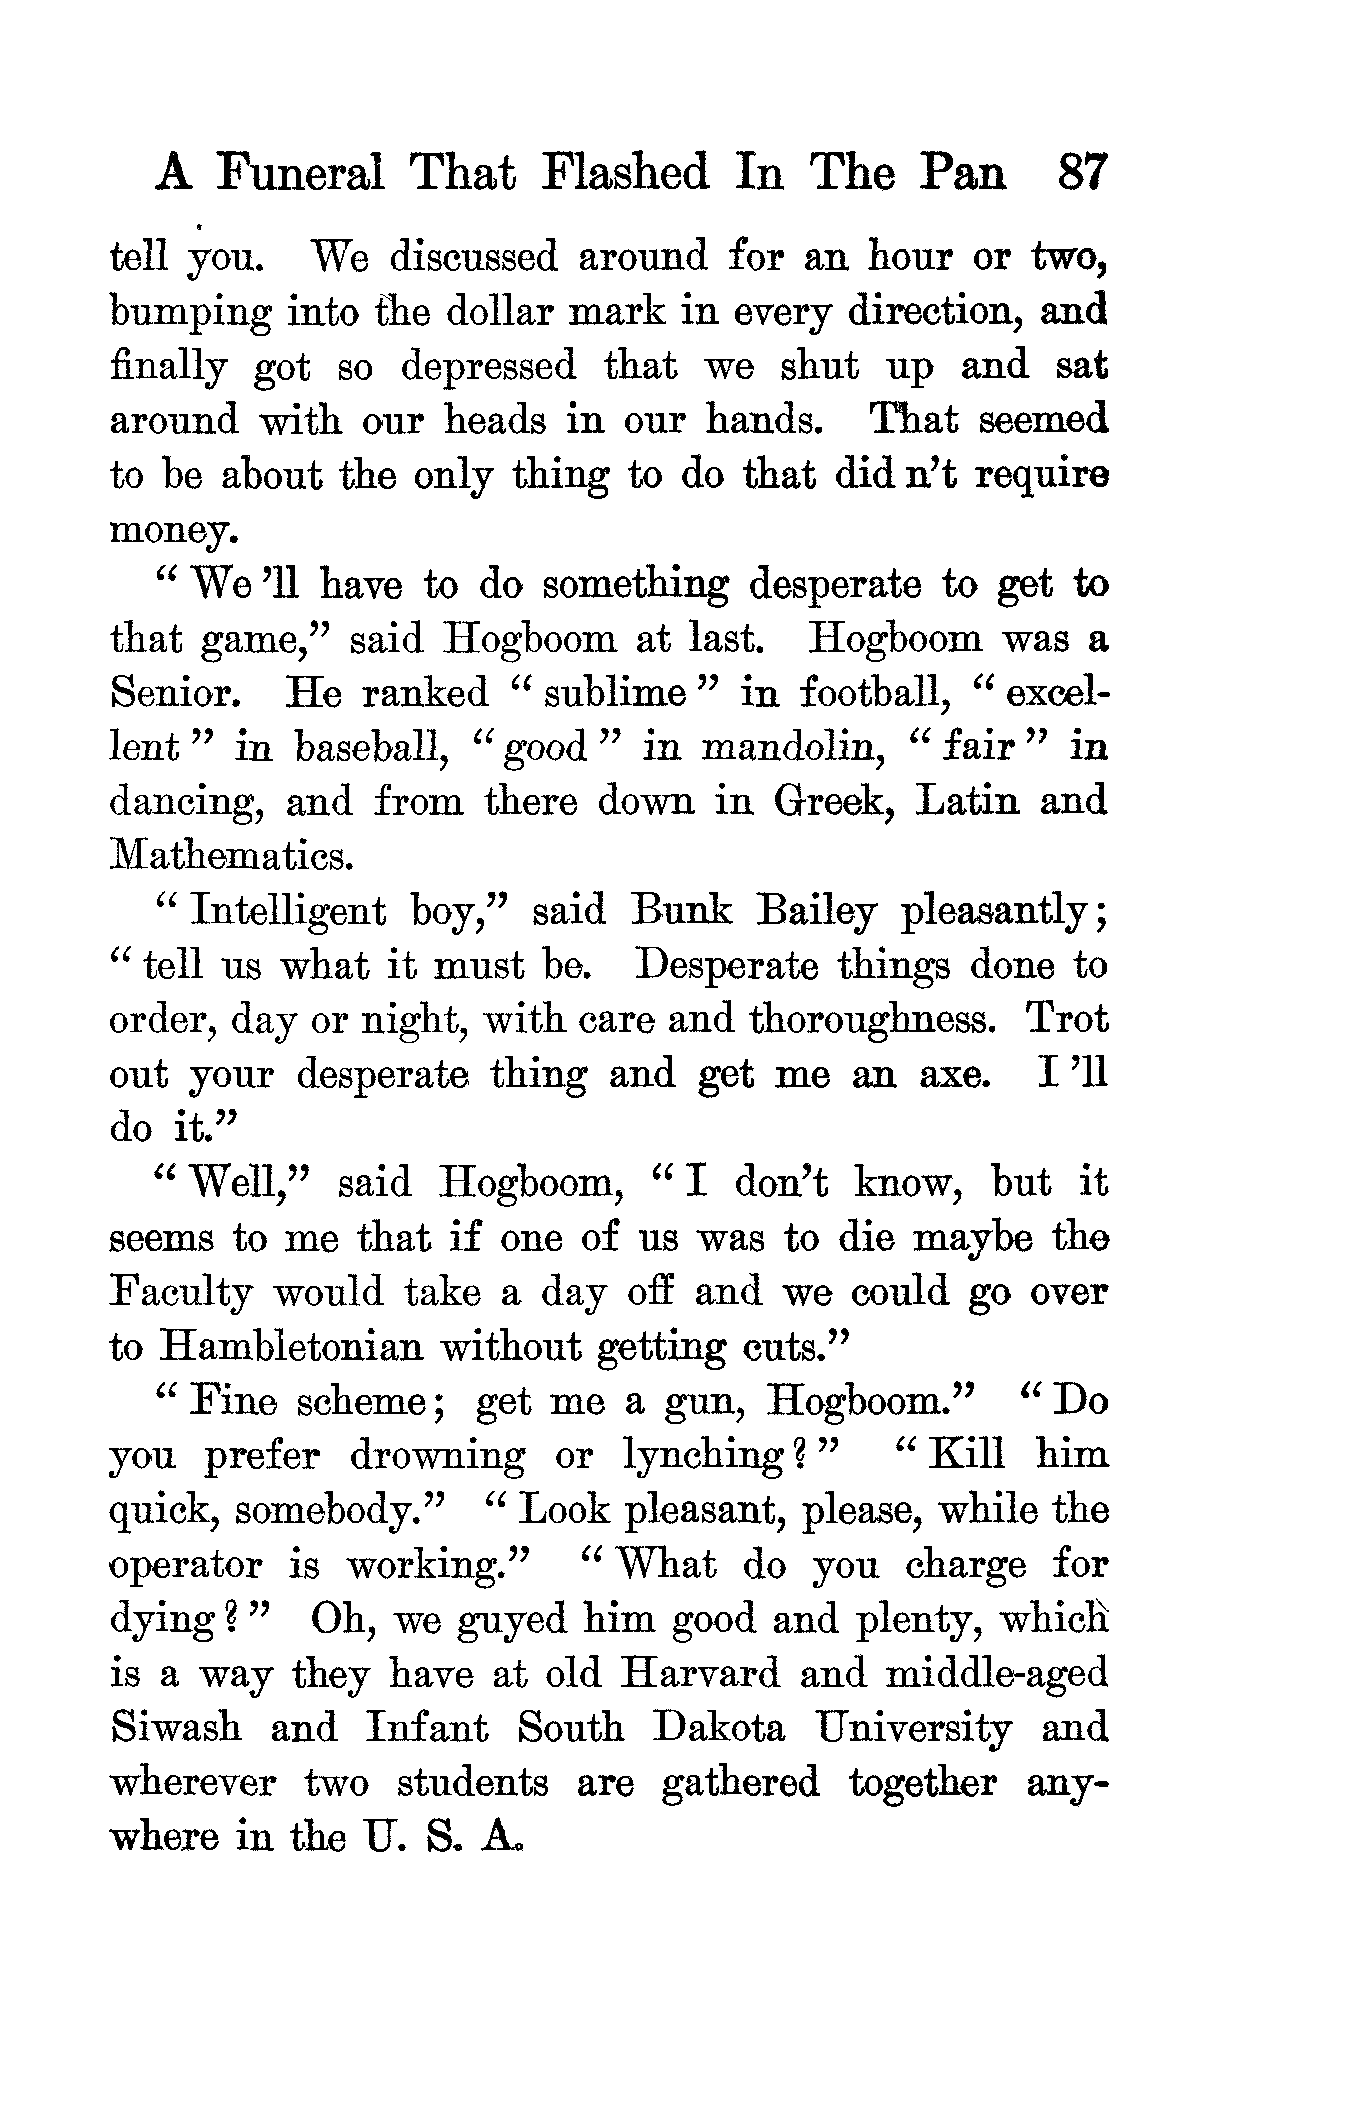 A Funeral That Flashed In The Pan 87
tell you. We discussed around for an hour or two,
bumping into the dollar mark in every direction, and
finally got so depressed that we shut up and sat
around with our heads in our hands. That seemed
to be about the only thing to do that did n't require
money.
" We 'll have to do something desperate to get to
that game," said Hogboom at last. Hogboom was a
Senior. He ranked " sublime " in football, " excel-
lent " in baseball, " good " in mandolin, " fair " in
dancing, and from there down in Greek, Latin and
Mathematics.
" Intelligent boy," said Bunk Bailey pleasantly;
" tell us what it must be. Desperate things done to
order, day or night, with care and thoroughness. Trot
out your desperate thing and get me an axe. I 'll
do it."
" Well," said Hogboom, " I don't know, but it
seems to me that if one of us was to die maybe the
Faculty would take a day off and we could go over
to Hambletonian without getting cuts."
" Fine scheme; get me a gun, Hogboom." " Do
you prefer drowning or lynching? " " Kill him
quick, somebody." " Look pleasant, please, while the
operator is working." " What do you charge for
dying? " Oh, we guyed him good and plenty, which
is a way they have at old Harvard and middle-aged
Siwash and Infant South Dakota University and
wherever two students are gathered together any-
where in the U. S. A.